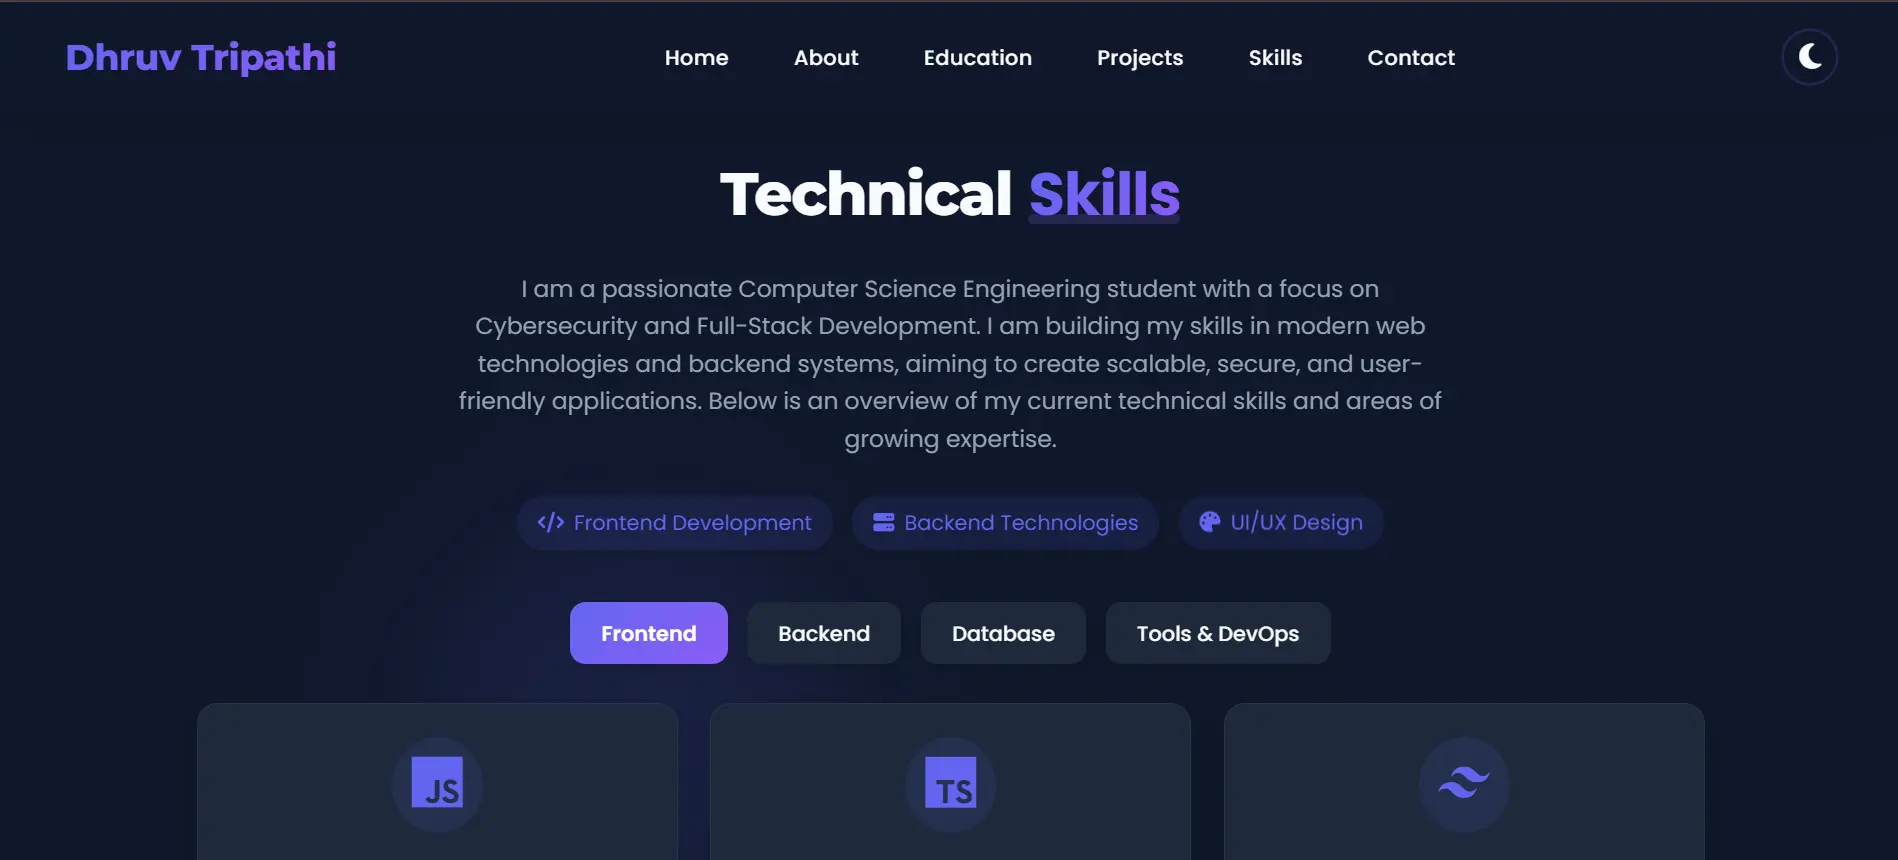 Dhruv Tripathi
Home About Education Projects Skills Contact
Technical Skills
I am a passionate Computer Science Engineering student with a focus on
Cybersecurity and Full-Stack Development. I am building my skills in modern web
technologies and backend systems, aiming to create scalable, secure, and user-
friendly applications. Below is an overview of my current technical skills and areas of
growing expertise.
</> Frontend Development Backend Technologies UI/UX Design
Frontend Backend Database Tools & DevOps
JS TS